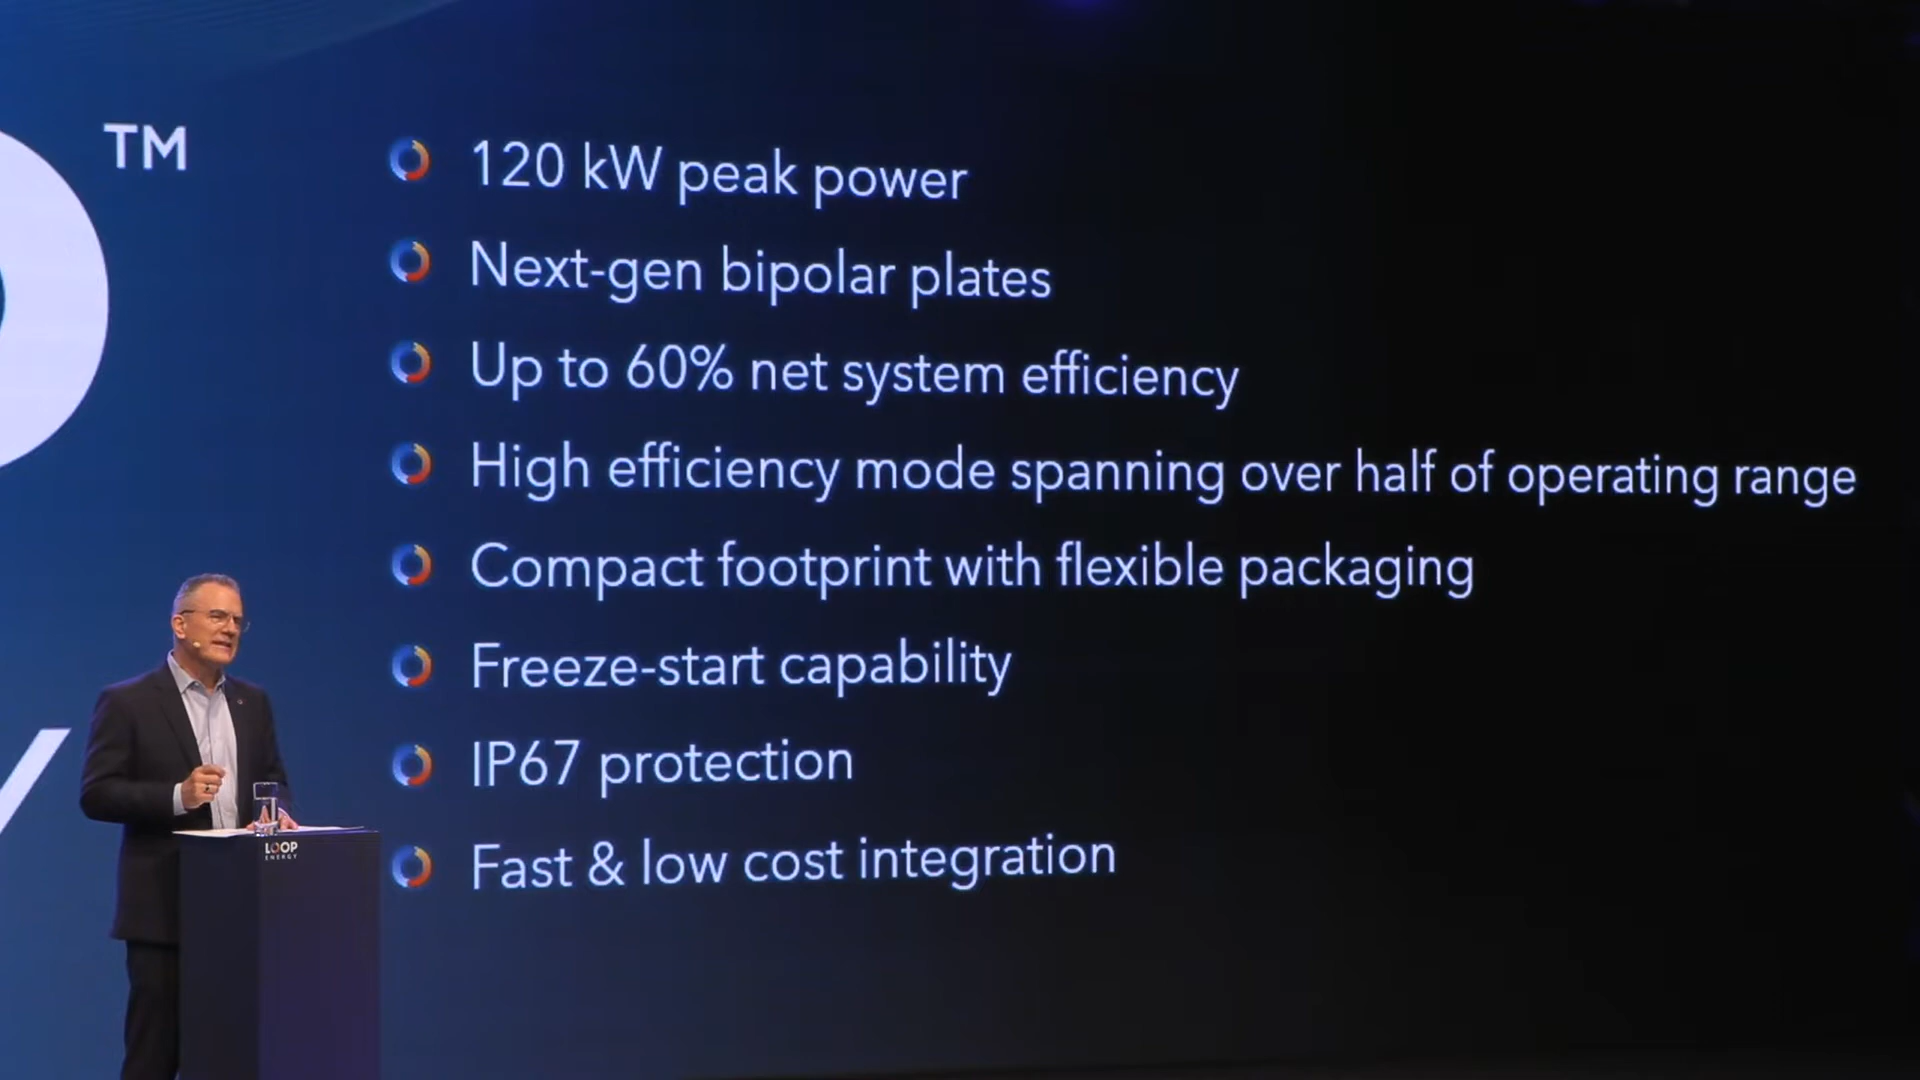 TM
120 kW peak power
Next-gen bipolar plates
Up to 60% net system efficiency
High efficiency mode spanning over half of operating range
Compact footprint with flexible packaging
Freeze-start capability
IP67 protection
Fast & low cost integration
LOOP
ENERGY